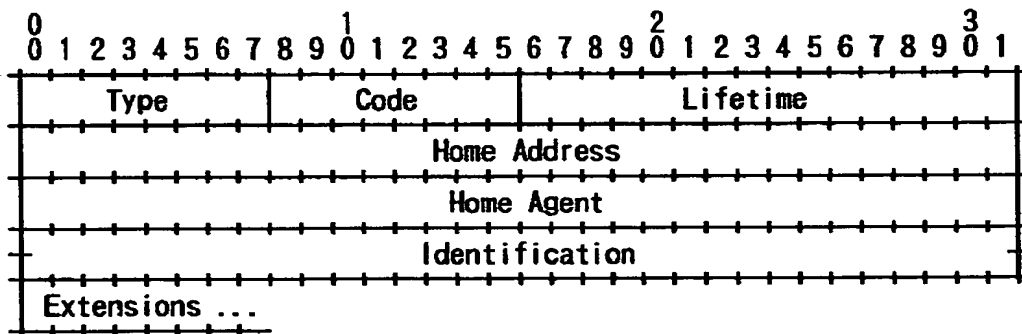 0 1 2 3
0 1 2 3 4 5 6 7 8 9 0 1 2 3 4 5 6 7 8 9 0 1 2 3 4 5 6 7 8 9 0 1
Type Code Lifetime
Home Address
Home Agent
Identification
Extensions ...